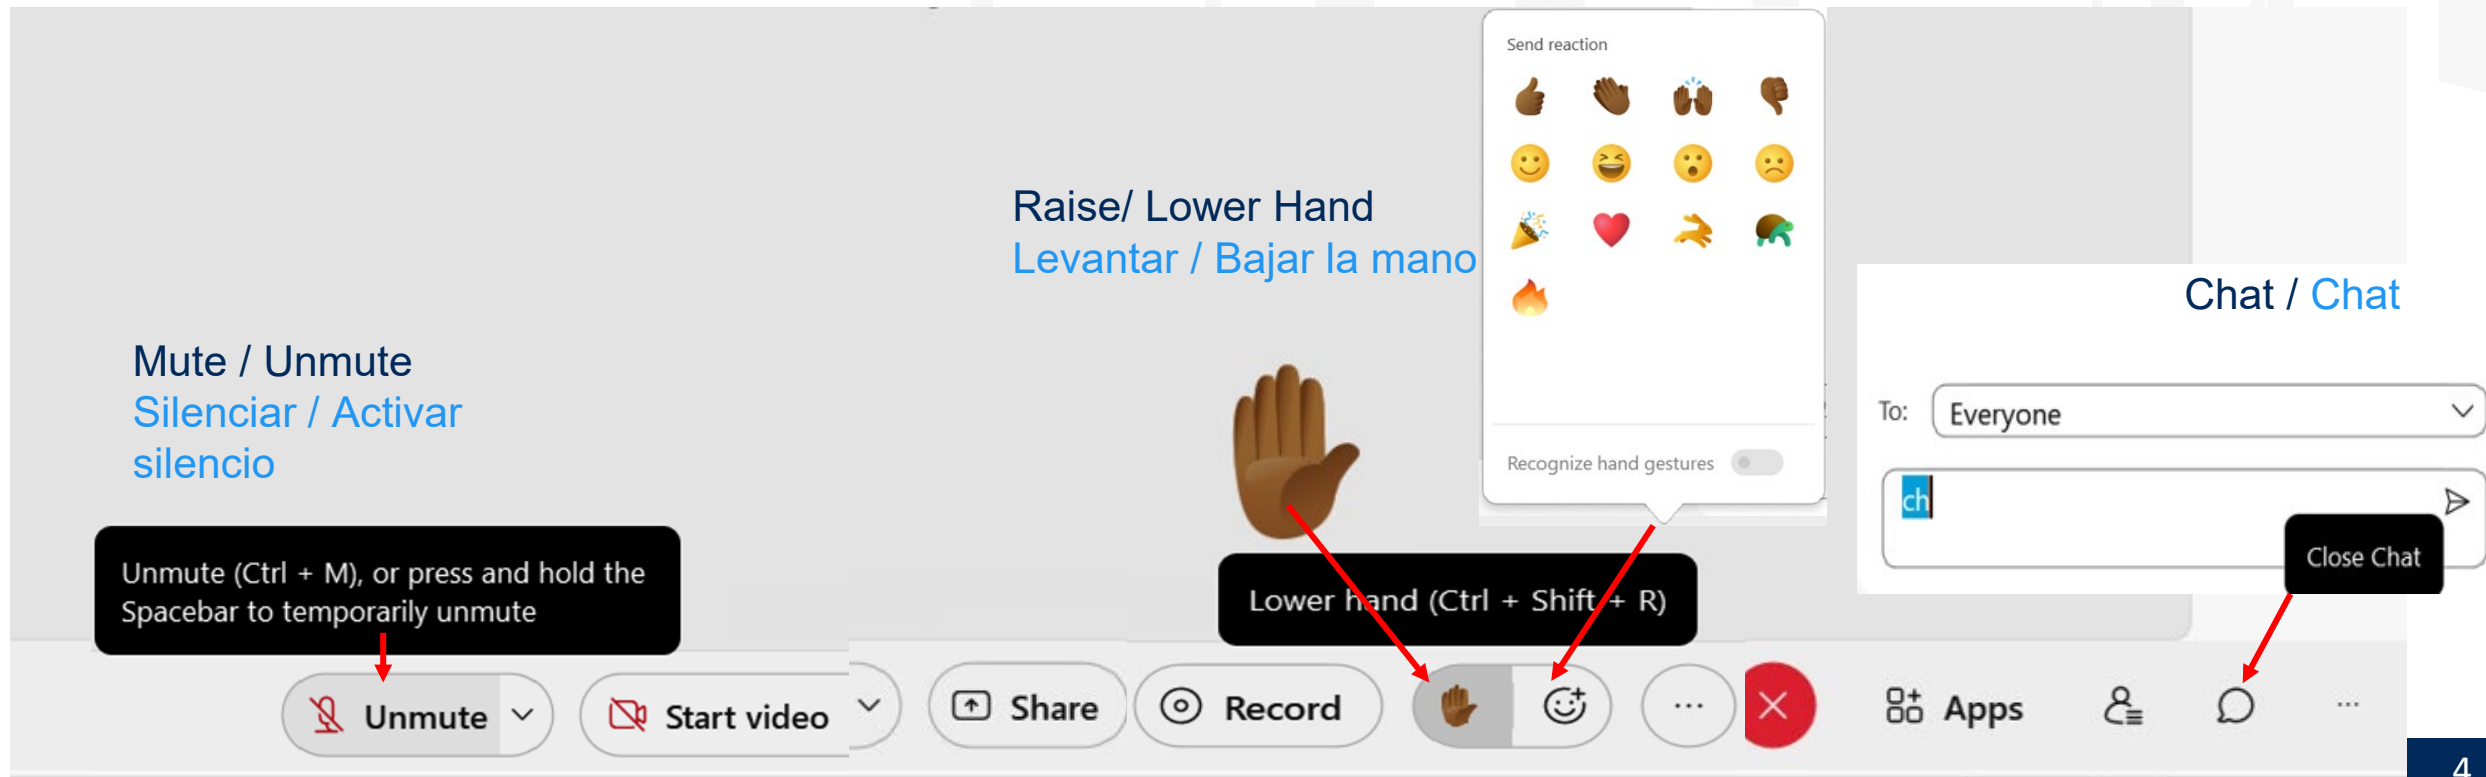 Send reaction
Raise/ Lower Hand
Levantar / Bajar la mano
Chat / Chat
Mute / Unmute
Silenciar / Activar
silencio
To: Everyone
Recognize hand gestures
ch
Close Chat
Unmute (Ctrl + M), or press and hold the
Spacebar to temporarily unmute
Lower hand (Ctrl + Shift + R)
Unmute
Start video
Share
Record
Apps
4